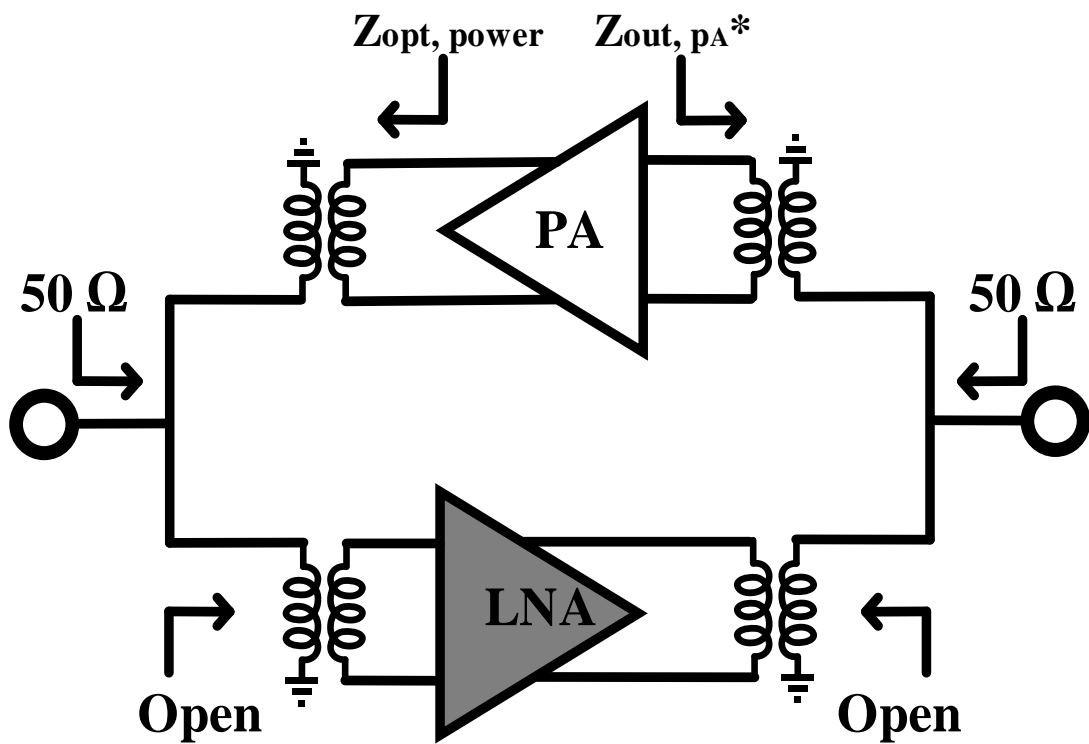 Zopt, power
Zout, pA*
PA
50 Ω
50 Ω
LNA
Open
Open